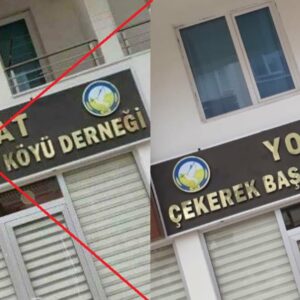 AT
KÖYÜ DERNEĞİ
YO
ÇEKEREK BAŞ